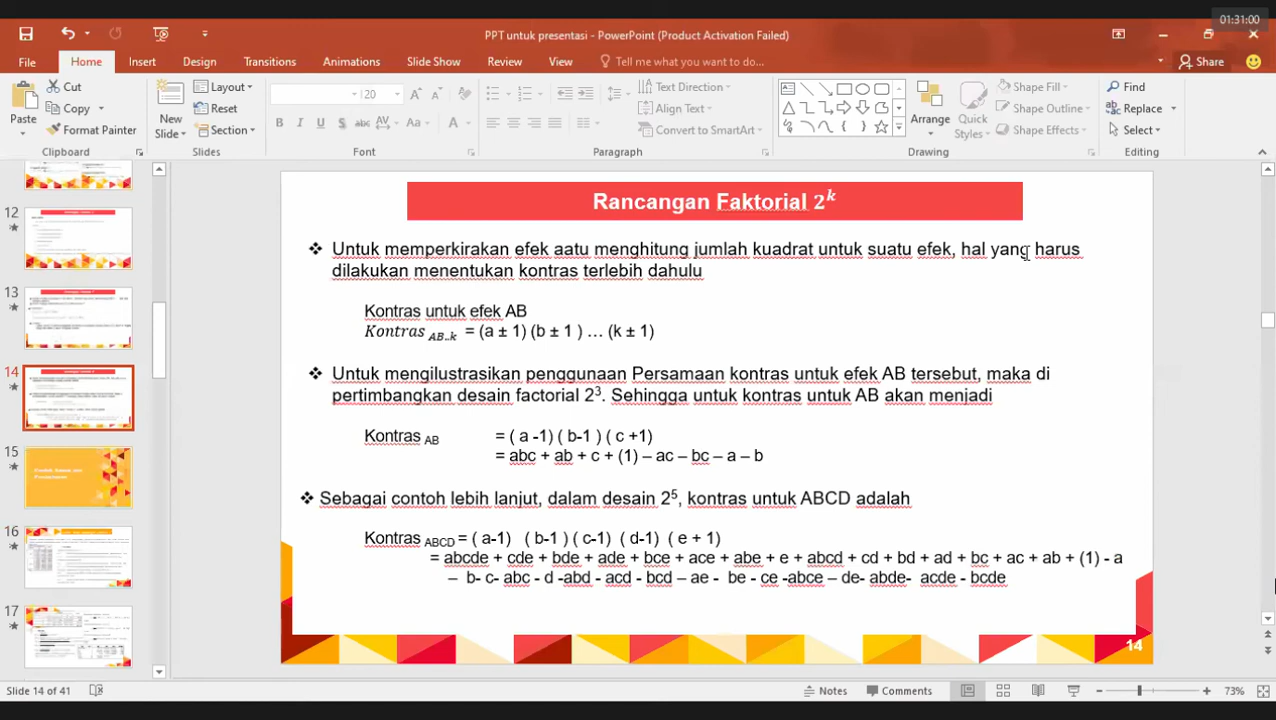 01:31:00
PPT untuk presentasi - PowerPoint (Product Activation Failed)
File Home Insert Design Transitions Animations Slide Show Review View Tell me what you want to do... Share
Paste Cut Copy Format Painter
New Slide Layout Reset Section
20
Text Direction Align Text Convert to SmartArt
Arrange Quick Styles Shape Fill Shape Outline Shape Effects
Find Replace Select
Clipboard Slides Font Paragraph Drawing Editing
12
13
14
15
16
17
Rancangan Faktorial 2^k
❖ Untuk memperkirakan efek aatu menghitung jumlah kuadrat untuk suatu efek, hal yang harus
dilakukan menentukan kontras terlebih dahulu
Kontras untuk efek AB
Kontras AB..k = (a ± 1) (b ± 1 ) … (k ± 1)
❖ Untuk mengilustrasikan penggunaan Persamaan kontras untuk efek AB tersebut, maka di
pertimbangkan desain factorial 2³. Sehingga untuk kontras untuk AB akan menjadi
Kontras AB = ( a -1) ( b-1 ) ( c +1)
= abc + ab + c + (1) – ac – bc – a – b
❖ Sebagai contoh lebih lanjut, dalam desain 2⁵, kontras untuk ABCD adalah
Kontras ABCD = ( a-1) ( b-1 ) ( c-1) ( d-1) ( e + 1)
= abcde + cde + bde + ade + bce + ace + abe + e + abcd + cd + bd + ad + bc + ac + ab + (1) - a
– b- c- abc - d -abd - acd - bcd – ae - be - ce -abce – de- abde- acde - bcde
14
Slide 14 of 41 Notes Comments 73%